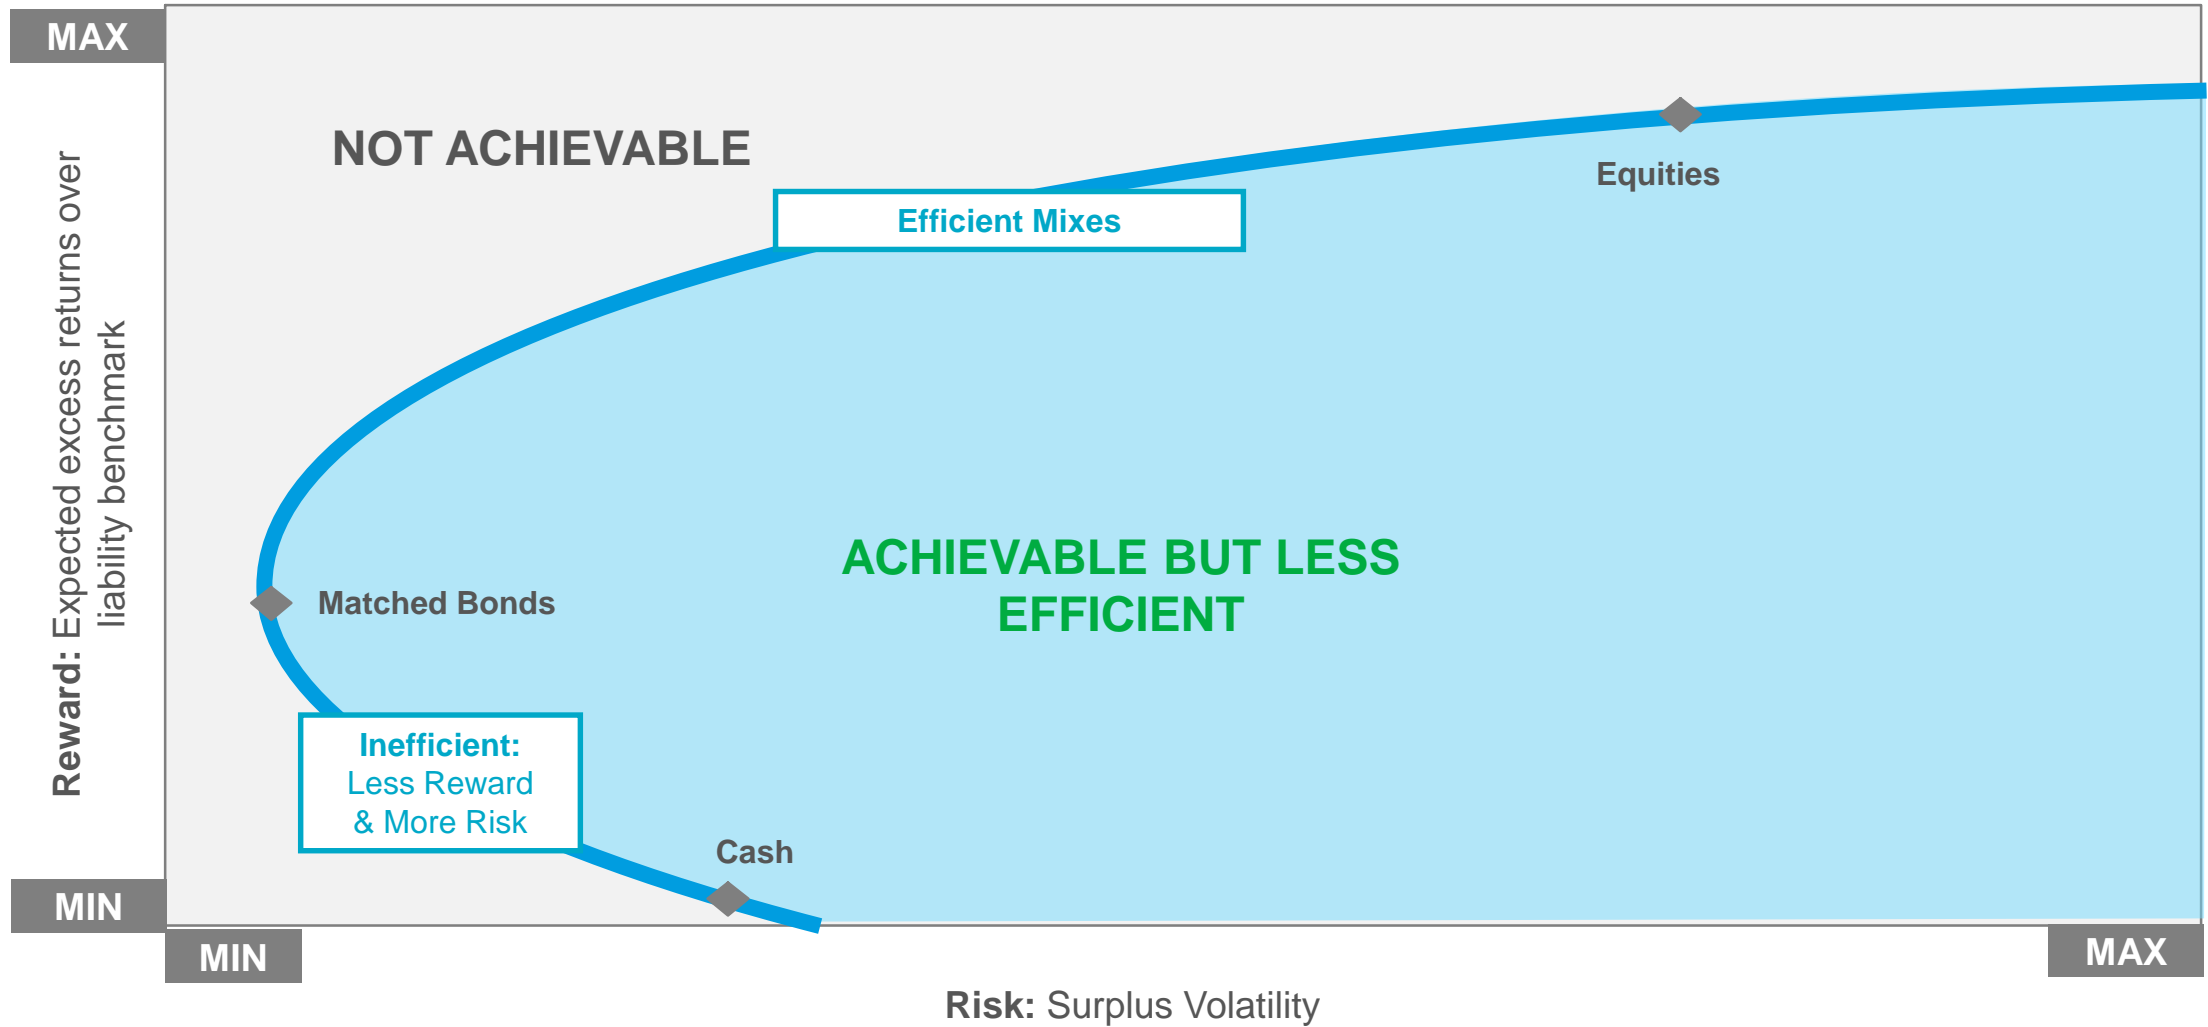 MAX
NOT ACHIEVABLE
Equities
Efficient Mixes
Reward: Expected excess returns over
liability benchmark
ACHIEVABLE BUT LESS
EFFICIENT
Matched Bonds
Inefficient:
Less Reward
& More Risk
Cash
MIN
MIN
MAX
Risk: Surplus Volatility